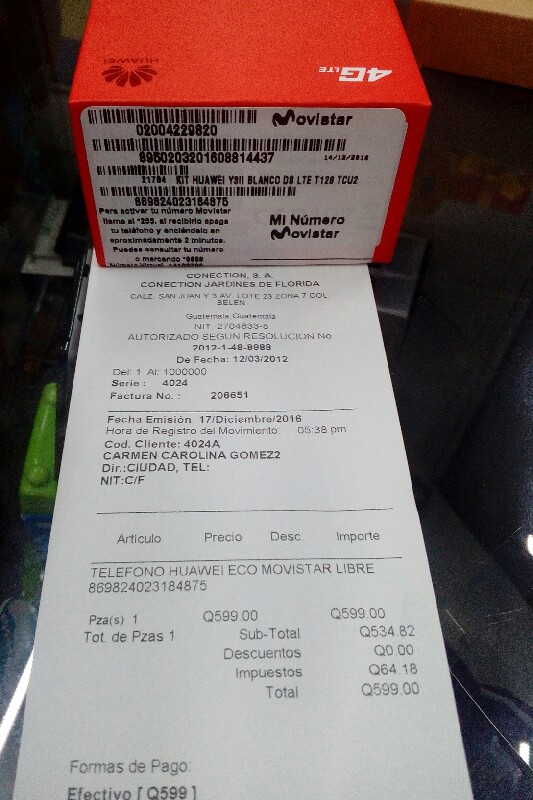 HUAWEI
4G LTE
Movistar
02004229820
8950203201608814437
14/12/2016
21784 KIT HUAWEI Y3II BLANCO D8 LTE T128 TCU2
869824023184875
Para activar tu número Movistar
llama al *255, al recibirlo apaga
tu teléfono y enciéndelo en
aproximadamente 2 minutos.
Puedes consultar tu número
o marcando *8888
Mi Número
Movistar
CONECTION, S. A.
CONECTION JARDINES DE FLORIDA
CALZ. SAN JUAN Y 3 AV. LOTE 23 ZONA 7 COL.
BELEN
Guatemala,Guatemala
NIT: 2704833-6
AUTORIZADO SEGUN RESOLUCION No
2012-1-48-8989
De Fecha: 12/03/2012
Del: 1 Al: 1000000
Serie : 4024
Factura No. : 206651
Fecha Emisión 17/Diciembre/2016
Hora de Registro del Movimiento: 05:38 pm
Cod. Cliente: 4024A
CARMEN CAROLINA GOMEZ2
Dir.:CIUDAD, TEL:
NIT:C/F
Articulo Precio Desc. Importe
TELEFONO HUAWEI ECO MOVISTAR LIBRE
869824023184875
Pza(s) 1 Q599.00 Q599.00
Tot. de Pzas 1 Sub-Total Q534.82
Descuentos Q0.00
Impuestos Q64.18
Total Q599.00
Formas de Pago:
Efectivo [ Q599 ]